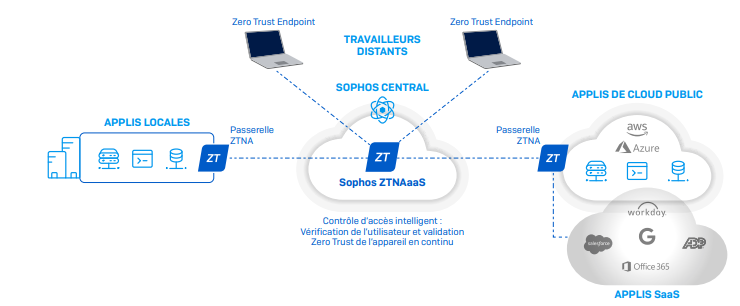 Zero Trust Endpoint
Zero Trust Endpoint
TRAVAILLEURS
DISTANTS
SOPHOS CENTRAL
APPLIS DE CLOUD PUBLIC
APPLIS LOCALES
Passerelle
ZTNA
Passerelle
ZTNA
aws
Azure
ZT
ZT
ZT
Sophos ZTNAaaS
Contrôle d'accès intelligent :
Vérification de l'utilisateur et validation
Zero Trust de l'appareil en continu
workday
salesforce
G
ADP
Office 365
APPLIS SaaS